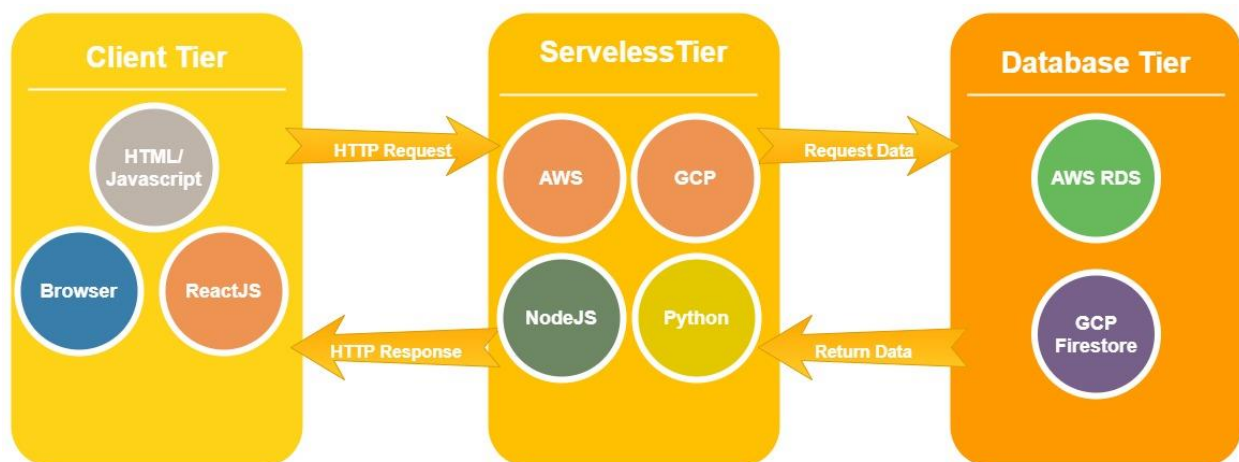 Client Tier
HTML/
Javascript
Browser
ReactJS
HTTP Request
HTTP Response
ServelessTier
AWS
GCP
NodeJS
Python
Request Data
Return Data
Database Tier
AWS RDS
GCP
Firestore